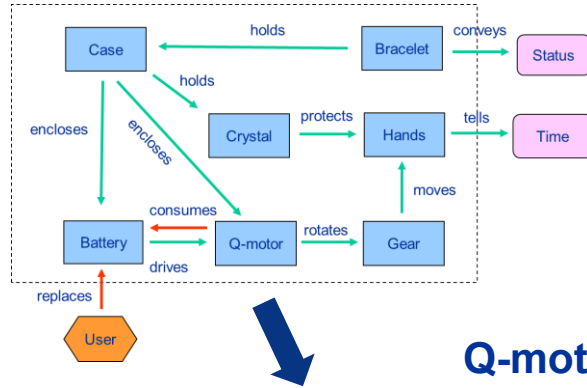 holds
conveys
Case
Bracelet
Status
holds
encloses
encloses
Crystal
protects
Hands
tells
Time
moves
consumes
Battery
drives
Q-motor
rotates
Gear
replaces
User
Q-mot